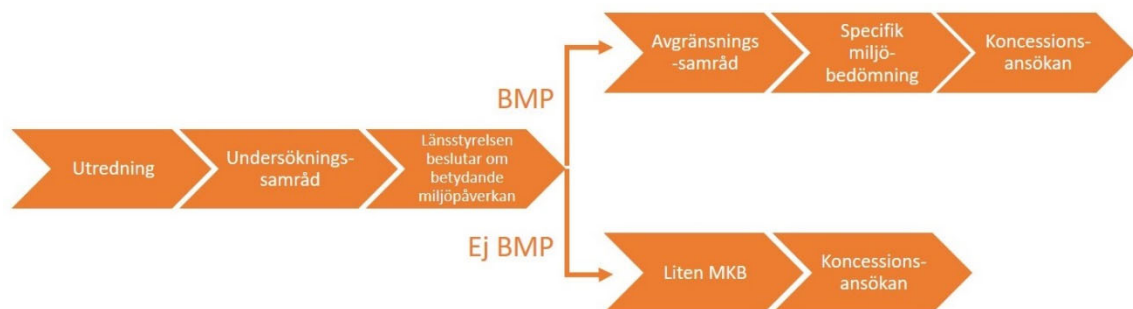 Utredning
Undersöknings-
samråd
Länsstyrelsen
beslutar om
betydande
miljöpåverkan
BMP
Avgränsnings
-samråd
Specifik
miljö-
bedömning
Koncessions-
ansökan
Ej BMP
Liten MKB
Koncessions-
ansökan